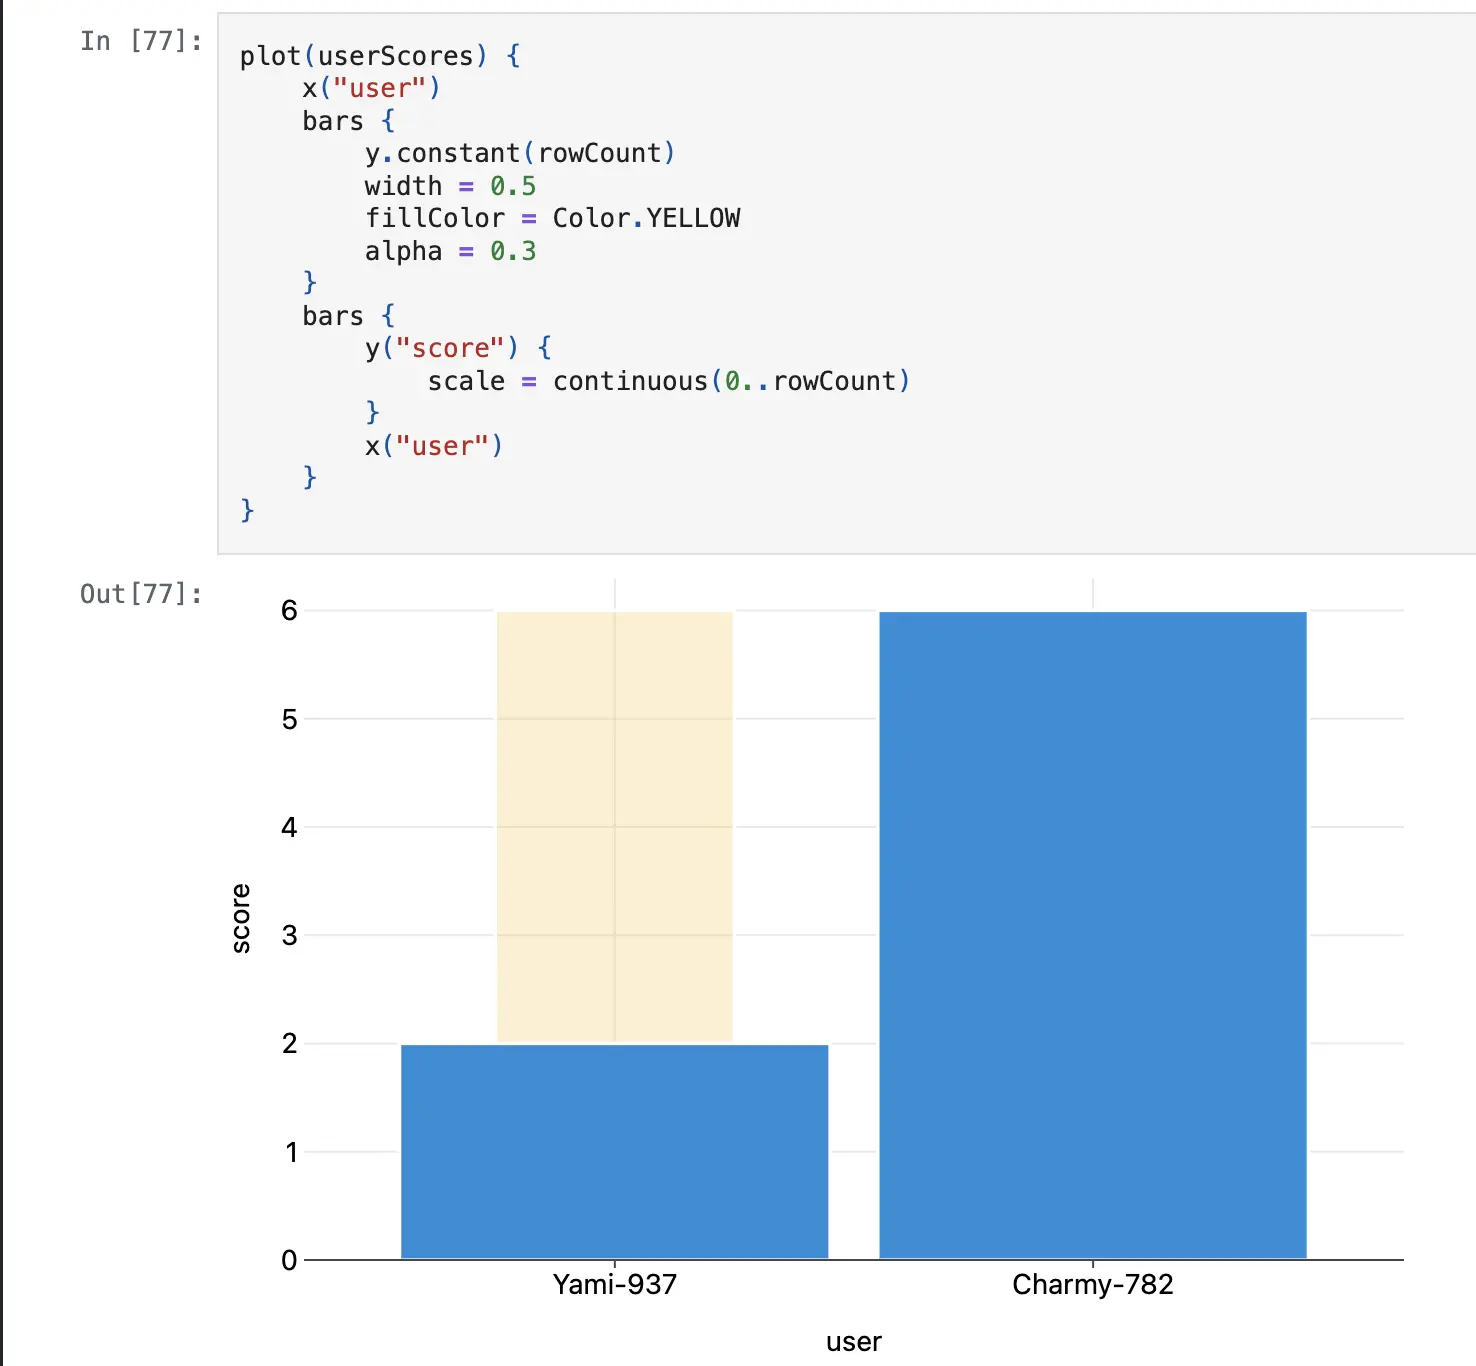 In [77]:
plot(userScores) {
    x("user")
    bars {
        y.constant(rowCount)
        width = 0.5
        fillColor = Color.YELLOW
        alpha = 0.3
    }
    bars {
        y("score") {
            scale = continuous(0..rowCount)
        }
        x("user")
    }
}
Out[77]:
6
5
4
3
2
1
0
score
Yami-937 Charmy-782
user